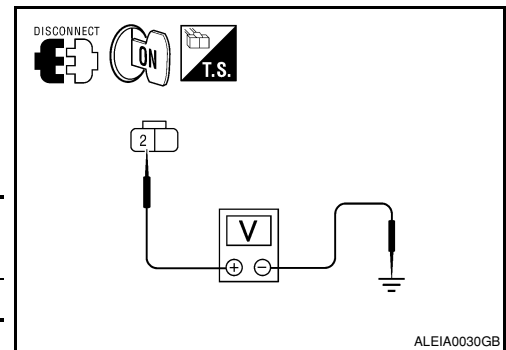 DISCONNECT
ON
T.S.
2
V
+ −
ALEIA0030GB